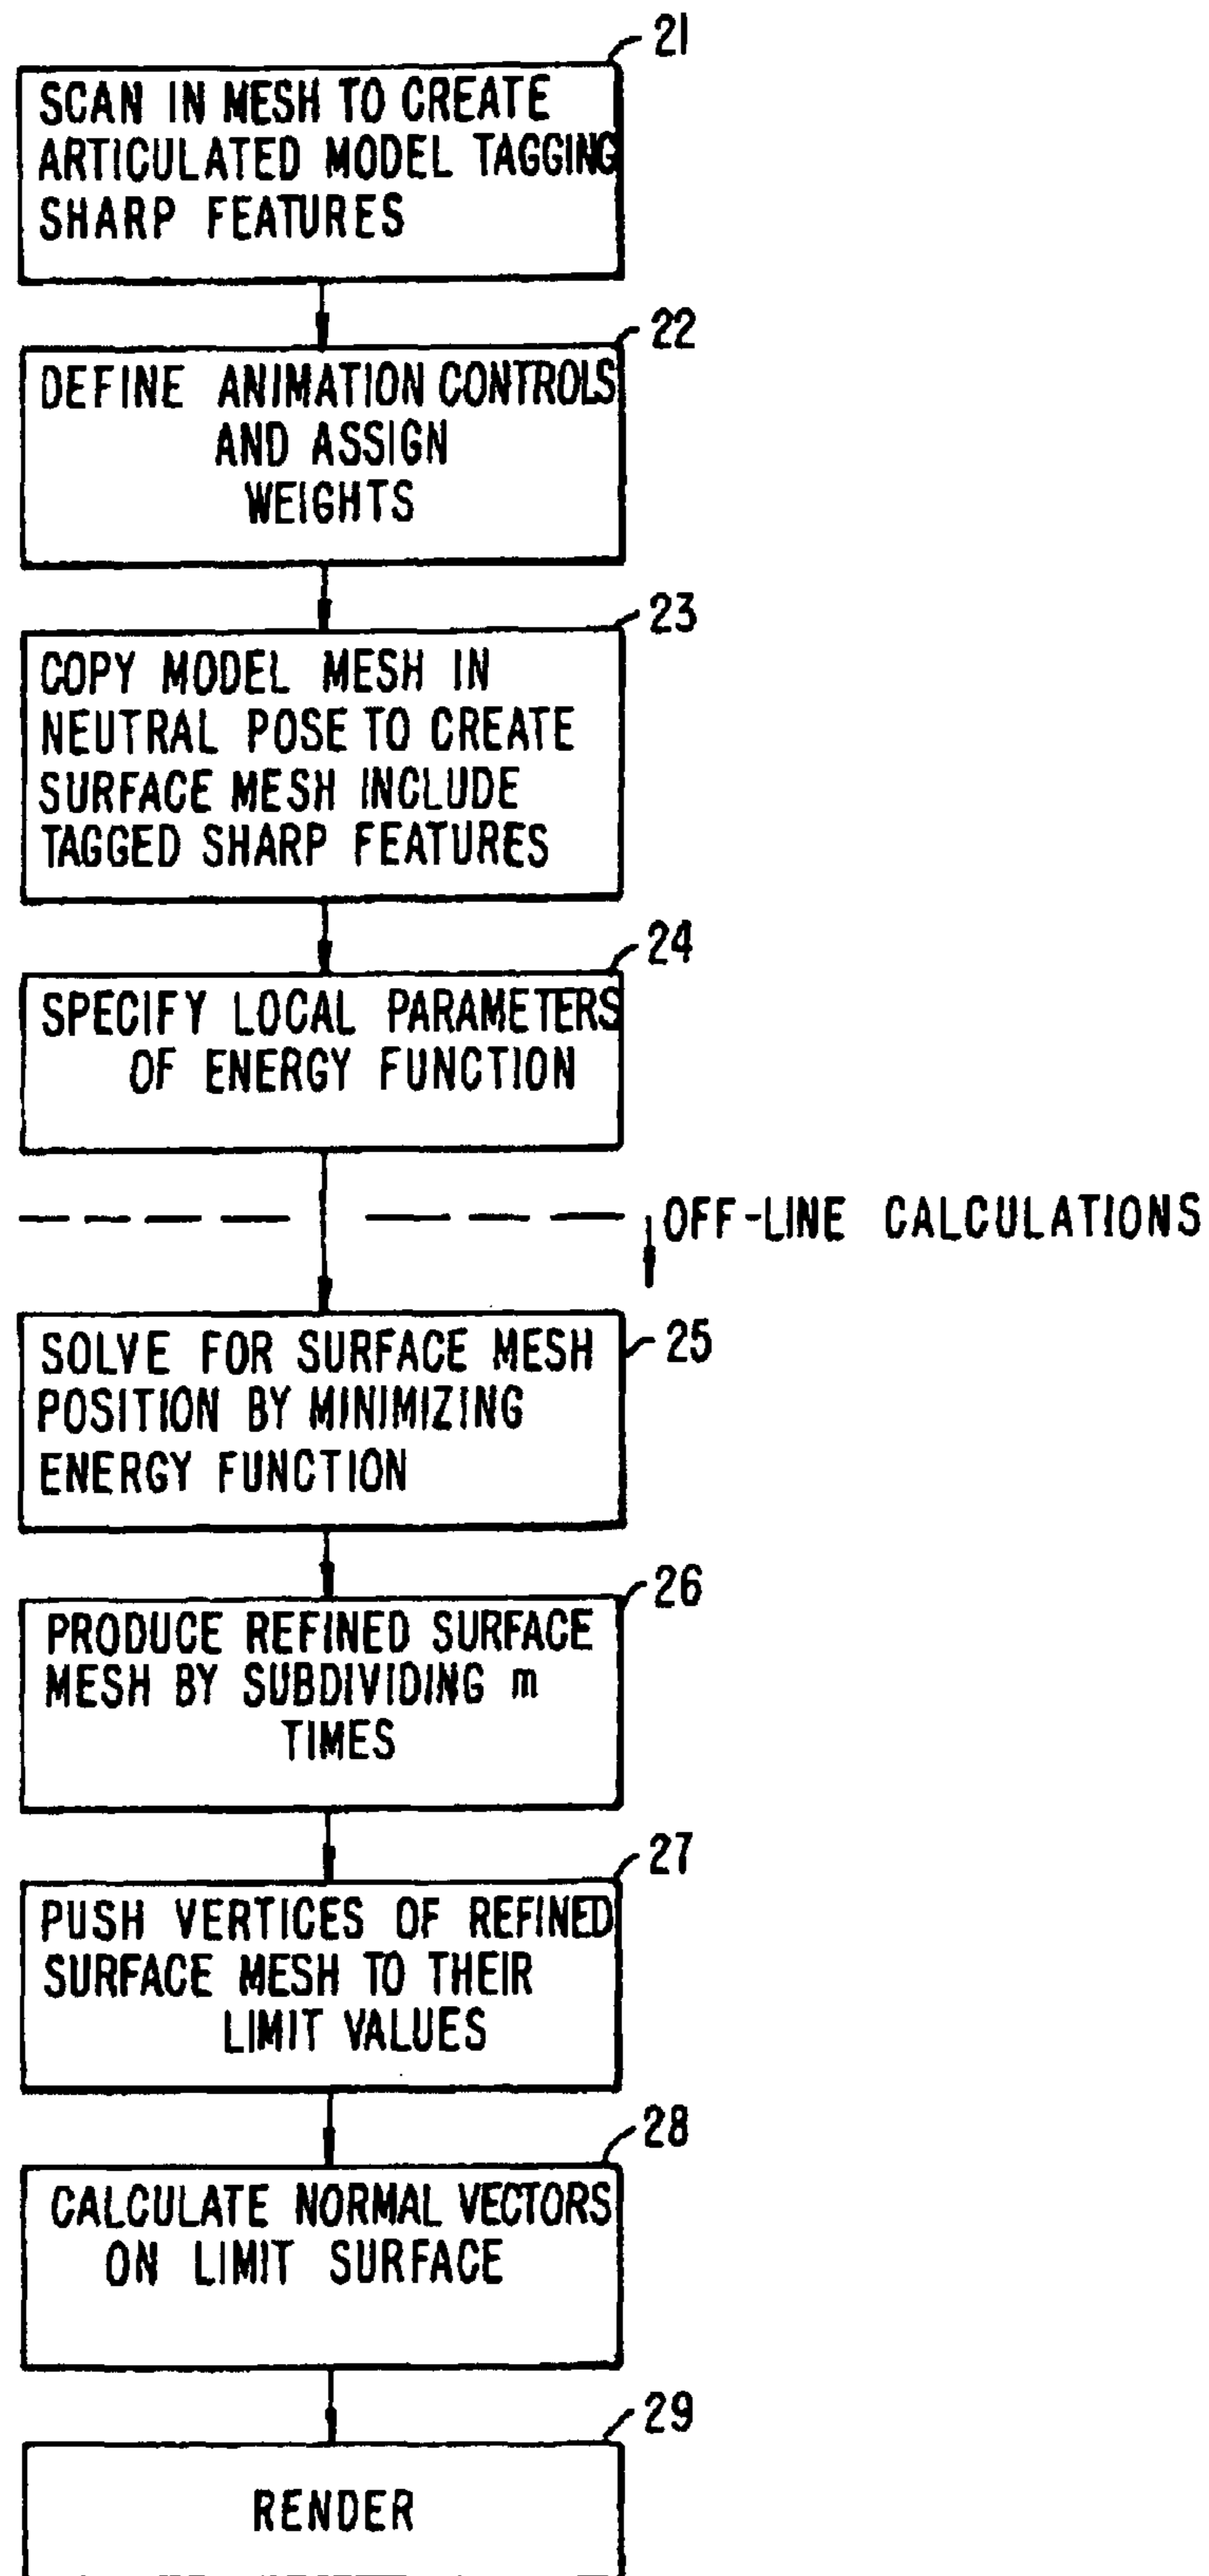 21
SCAN IN MESH TO CREATE
ARTICULATED MODEL TAGGING
SHARP FEATURES
22
DEFINE ANIMATION CONTROLS
AND ASSIGN
WEIGHTS
23
COPY MODEL MESH IN
NEUTRAL POSE TO CREATE
SURFACE MESH INCLUDE
TAGGED SHARP FEATURES
24
SPECIFY LOCAL PARAMETERS
OF ENERGY FUNCTION
OFF-LINE CALCULATIONS
25
SOLVE FOR SURFACE MESH
POSITION BY MINIMIZING
ENERGY FUNCTION
26
PRODUCE REFINED SURFACE
MESH BY SUBDIVIDING m
TIMES
27
PUSH VERTICES OF REFINED
SURFACE MESH TO THEIR
LIMIT VALUES
28
CALCULATE NORMAL VECTORS
ON LIMIT SURFACE
29
RENDER